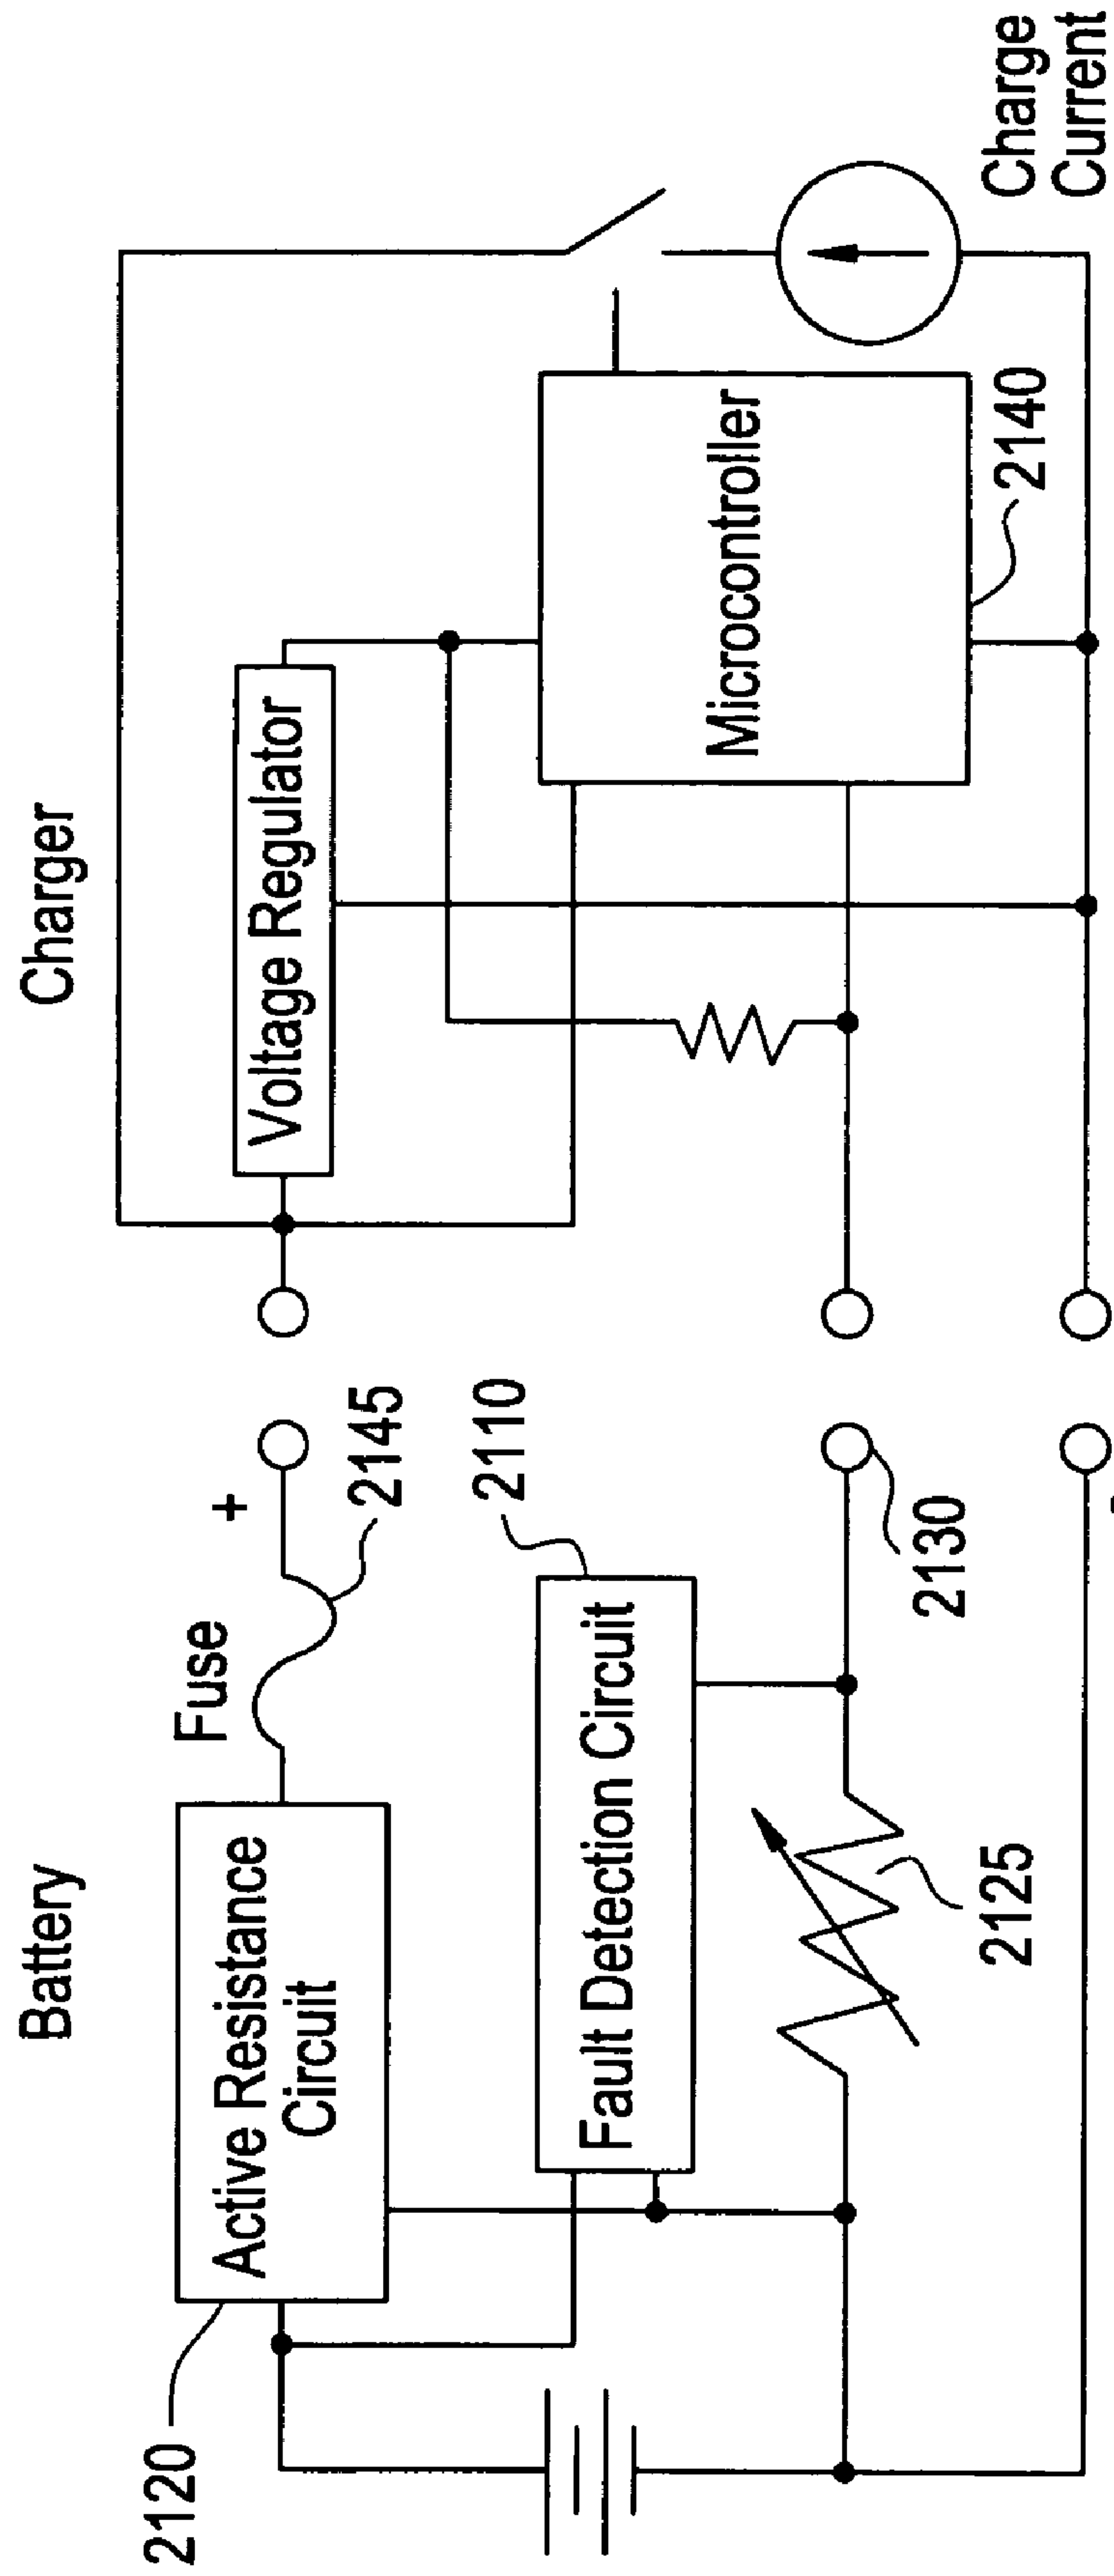 Battery
Charger
2120
Active Resistance
Circuit
Fuse
+
2145
Voltage Regulator
2110
Fault Detection Circuit
2125
2130
Microcontroller
2140
Charge
Current